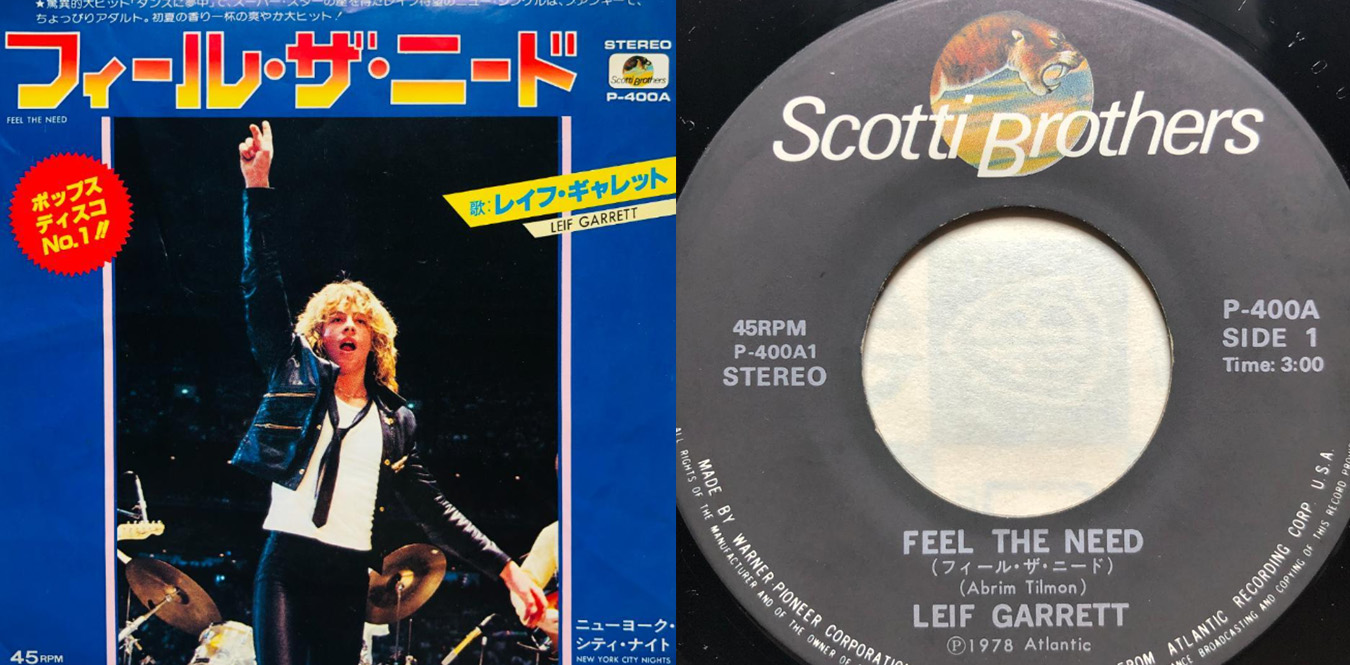 ★驚異的大ヒット「ダンスに夢中」で、スーパー・スターの座を得たレイフ待望のニュー・シングルは、ファンキーで、
ちょっぴりアダルト。初夏の香り一杯の爽やか大ヒット！
フィール・ザ・ニード
FEEL THE NEED
STEREO
Scotti Brothers
P-400A
ポップス
ディスコ
No.1!!
歌:レイフ・ギャレット
LEIF GARRETT
ニューヨーク・
シティ・ナイト
NEW YORK CITY NIGHTS
45RPM
Scotti Brothers
45RPM
P-400A1
STEREO
P-400A
SIDE 1
Time: 3:00
FEEL THE NEED
(フィール・ザ・ニード)
(Abrim Tilmon)
LEIF GARRETT
Ⓟ1978 Atlantic
MADE BY WARNER-PIONEER CORPORATION
FROM ATLANTIC RECORDING CORP. U.S.A.
ALL RIGHTS OF THE MANUFACTURER AND OF THE OWNER OF
BROADCASTING AND COPYING OF THIS RECORD